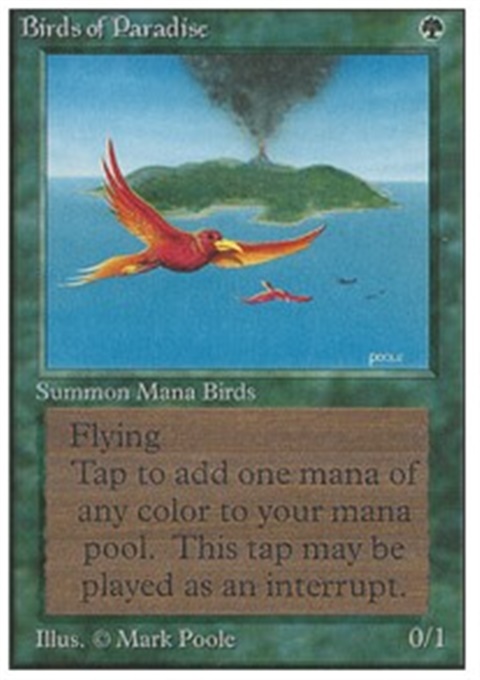 Birds of Paradise
POOLE
Summon Mana Birds
Flying
Tap to add one mana of
any color to your mana
pool. This tap may be
played as an interrupt.
Illus. © Mark Poole
0/1